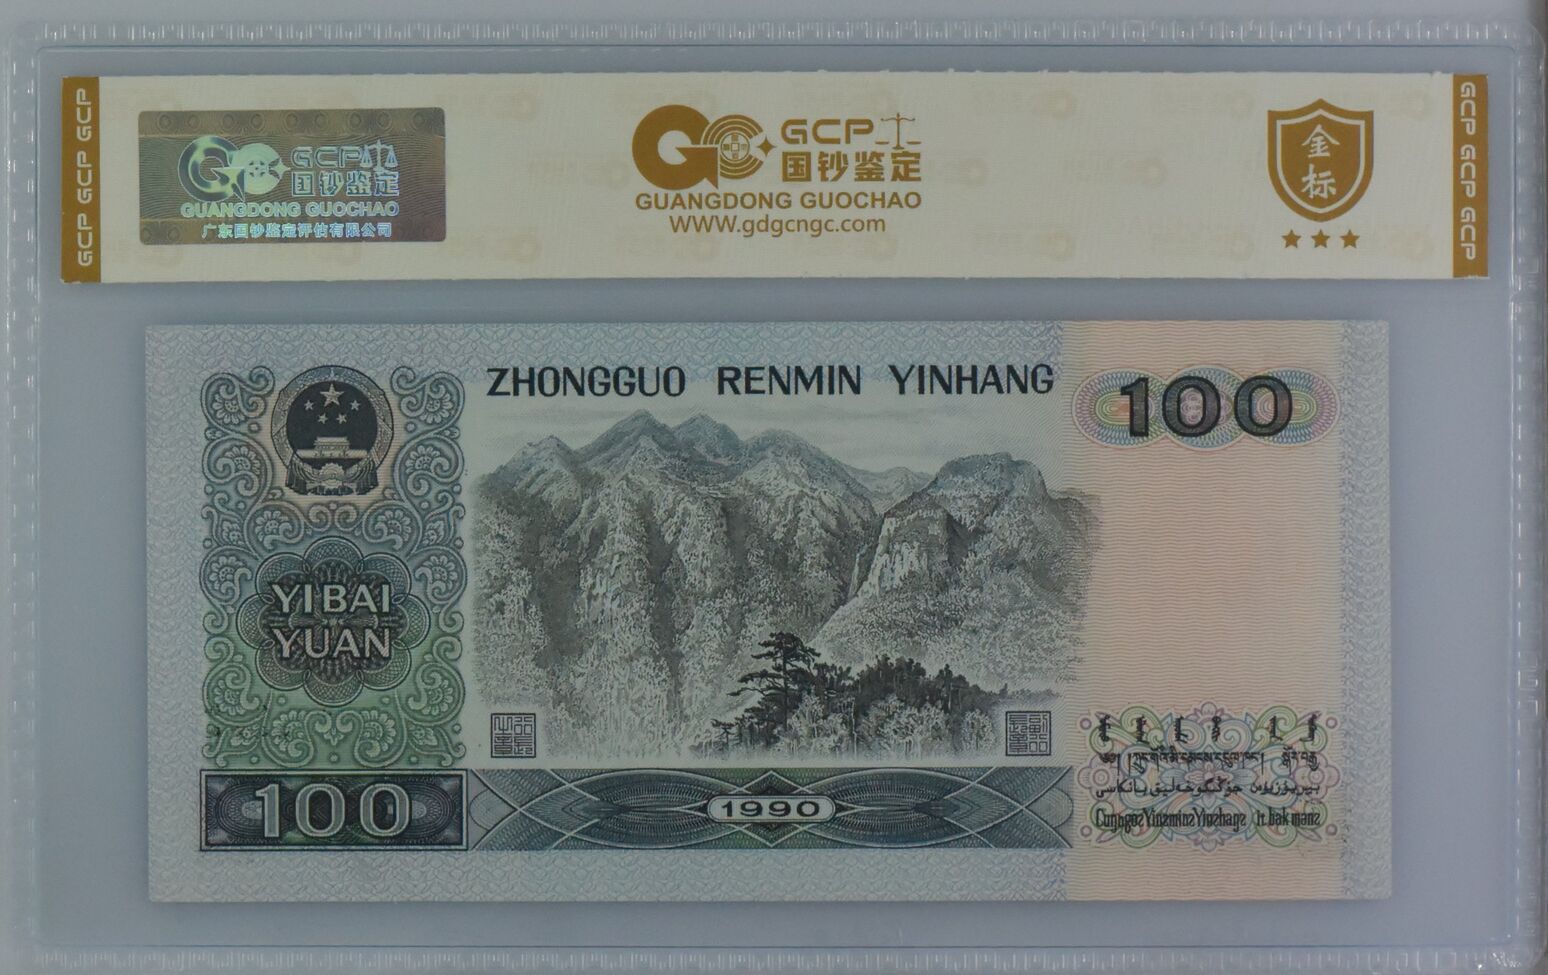 GCP GCP GCP
GCP
国钞鉴定
GUANGDONG GUOCHAO
广东国钞鉴定评估有限公司
GCP
国钞鉴定
GUANGDONG GUOCHAO
WWW.gdgcngc.com
金
标
GCP GCP GCP
ZHONGGUO RENMIN YINHANG
100
YI BAI
YUAN
100
1990